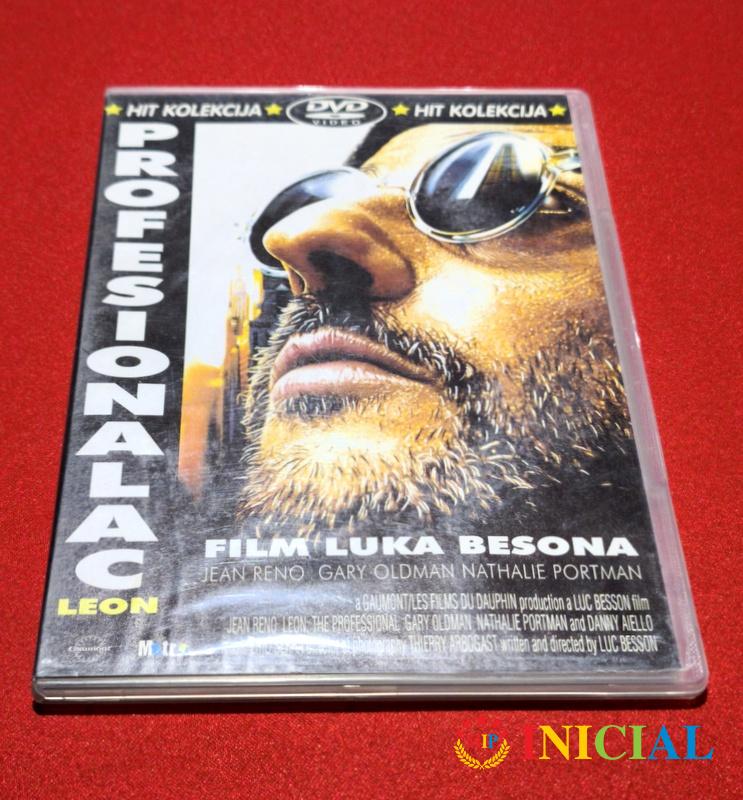 HIT KOLEKCIJA DVD VIDEO HIT KOLEKCIJA
PROFESIONALAC
LEON
FILM LUKA BESONA
JEAN RENO GARY OLDMAN NATHALIE PORTMAN
a GAUMONT/LES FILMS DU DAUPHIN production a LUC BESSON film
JEAN RENO LEON: THE PROFESSIONAL GARY OLDMAN NATHALIE PORTMAN and DANNY AIELLO
photography THIERRY ARBOGAST written and directed by LUC BESSON
Gaumont
IP INICIAL